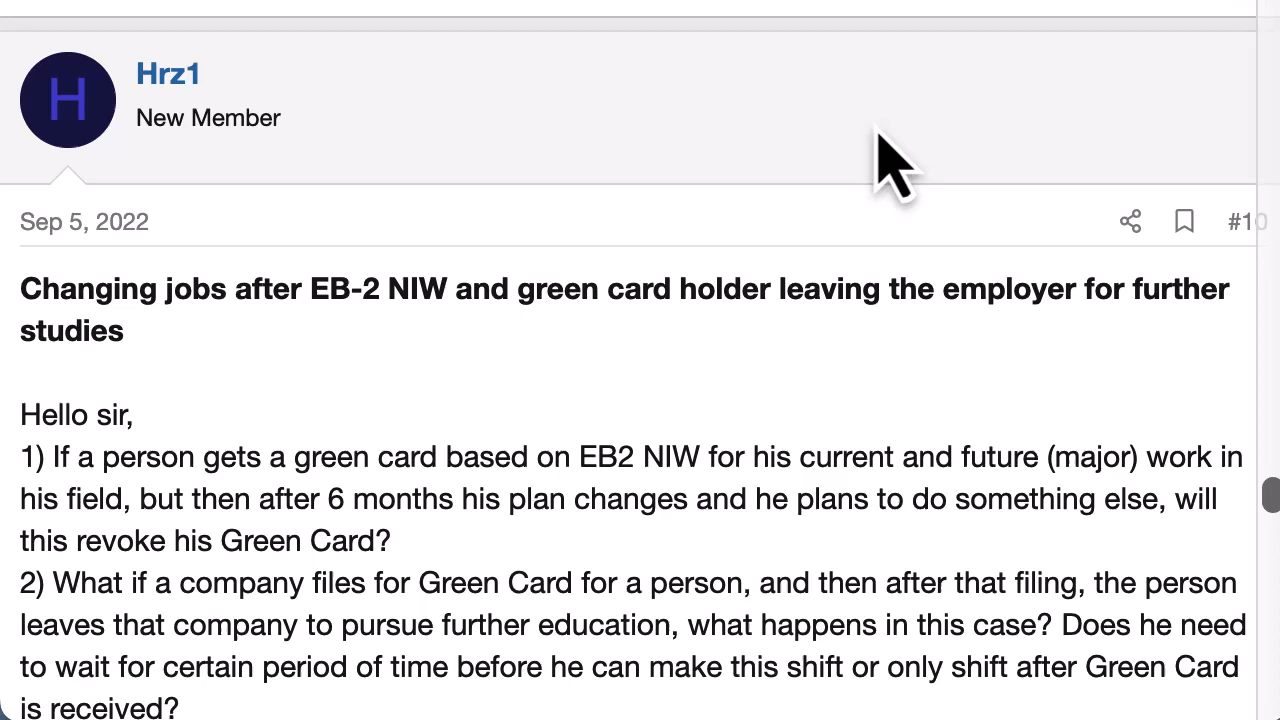 H
Hrz1
New Member
Sep 5, 2022
#10
Changing jobs after EB-2 NIW and green card holder leaving the employer for further
studies
Hello sir,
1) If a person gets a green card based on EB2 NIW for his current and future (major) work in
his field, but then after 6 months his plan changes and he plans to do something else, will
this revoke his Green Card?
2) What if a company files for Green Card for a person, and then after that filing, the person
leaves that company to pursue further education, what happens in this case? Does he need
to wait for certain period of time before he can make this shift or only shift after Green Card
is received?